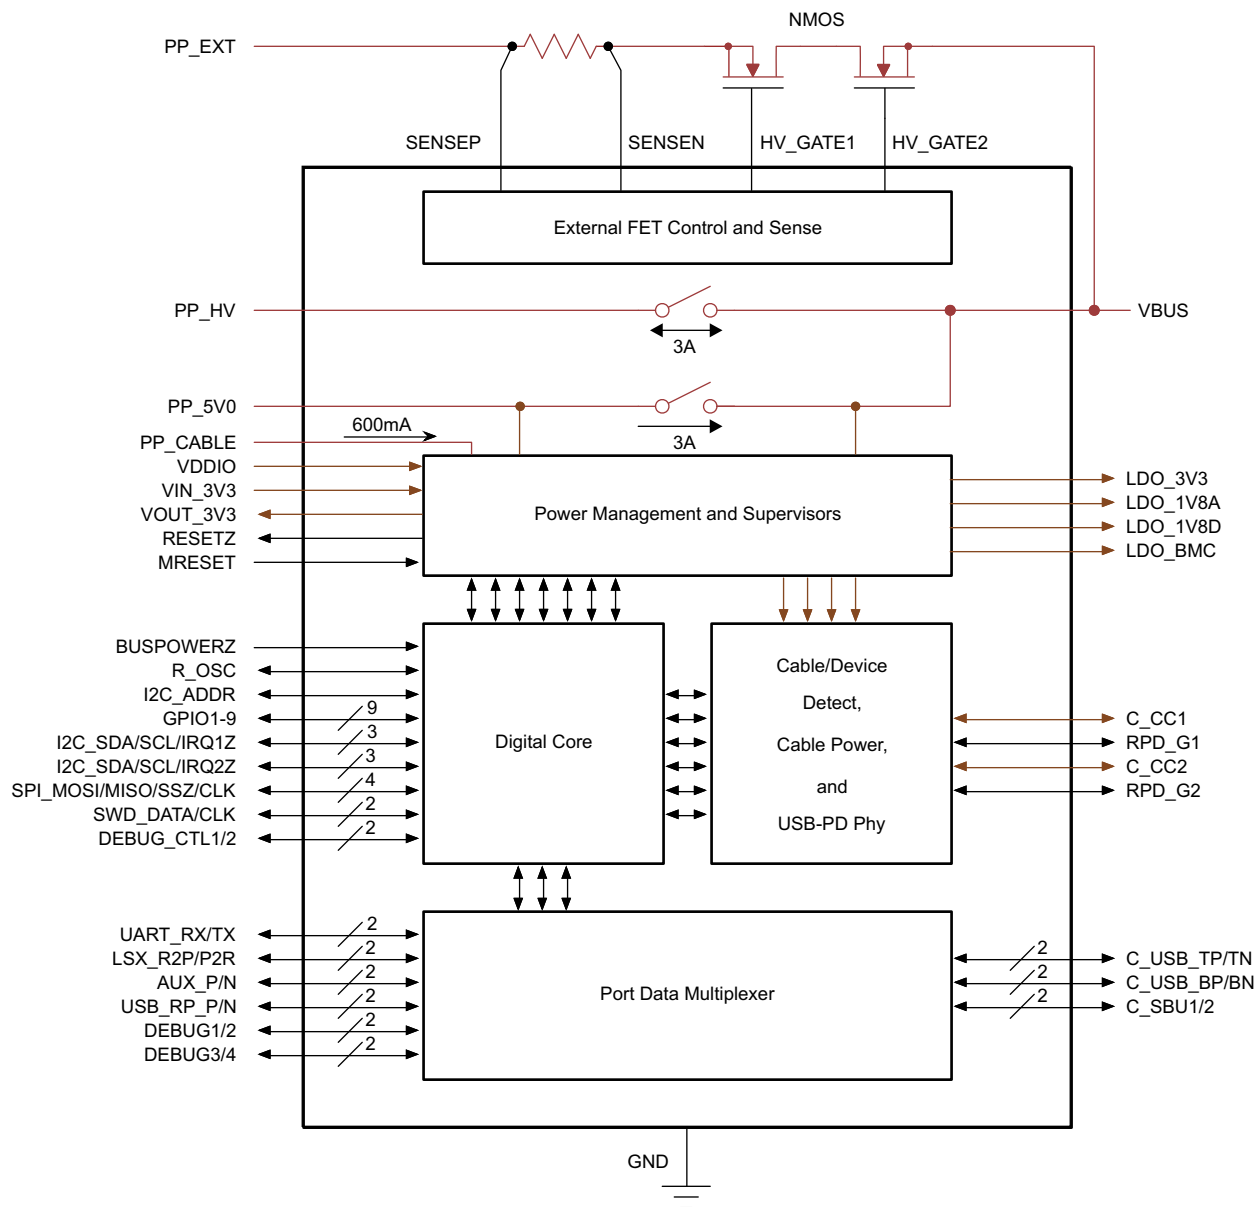 NMOS
PP_EXT
SENSEP
SENSEN
HV_GATE1
HV_GATE2
External FET Control and Sense
PP_HV
3A
VBUS
PP_5V0
3A
600mA
PP_CABLE
VDDIO
VIN_3V3
VOUT_3V3
RESETZ
MRESET
Power Management and Supervisors
LDO_3V3
LDO_1V8A
LDO_1V8D
LDO_BMC
BUSPOWERZ
R_OSC
I2C_ADDR
GPIO1-9
9
I2C_SDA/SCL/IRQ1Z
3
I2C_SDA/SCL/IRQ2Z
3
SPI_MOSI/MISO/SSZ/CLK
4
SWD_DATA/CLK
2
DEBUG_CTL1/2
2
Digital Core
Cable/Device
Detect,
Cable Power,
and
USB-PD Phy
C_CC1
RPD_G1
C_CC2
RPD_G2
UART_RX/TX
2
LSX_R2P/P2R
2
AUX_P/N
2
USB_RP_P/N
2
DEBUG1/2
2
DEBUG3/4
2
Port Data Multiplexer
2
C_USB_TP/TN
2
C_USB_BP/BN
2
C_SBU1/2
GND